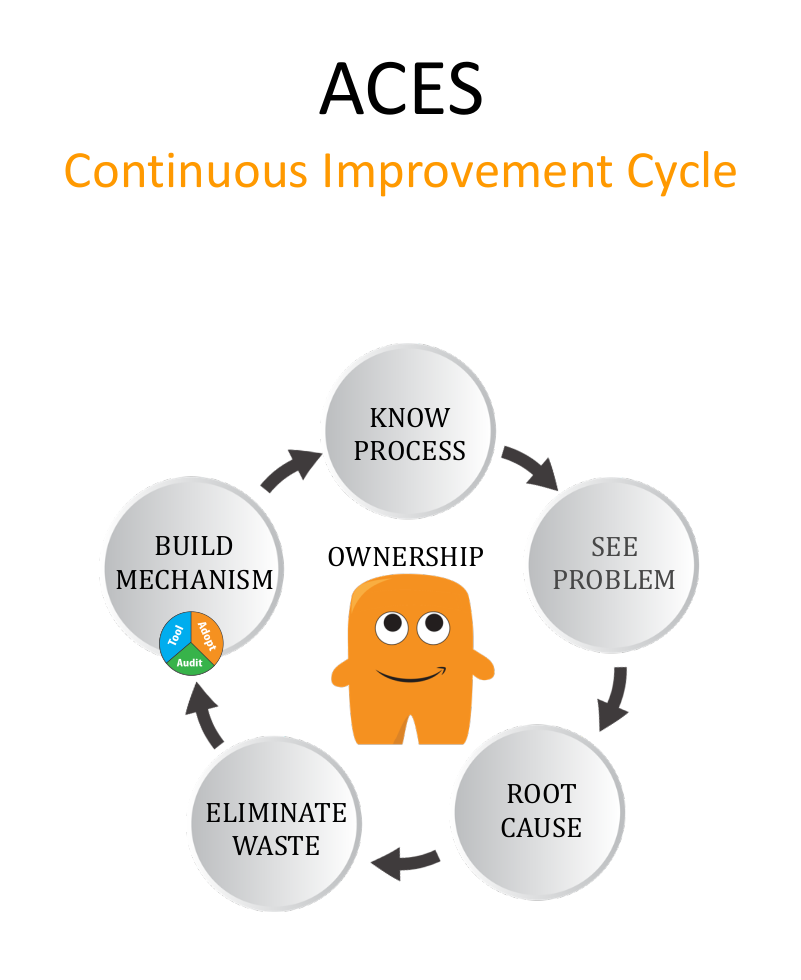 ACES
Continuous Improvement Cycle
KNOW
PROCESS
SEE
PROBLEM
ROOT
CAUSE
ELIMINATE
WASTE
BUILD
MECHANISM
Tool
Adopt
Audit
OWNERSHIP